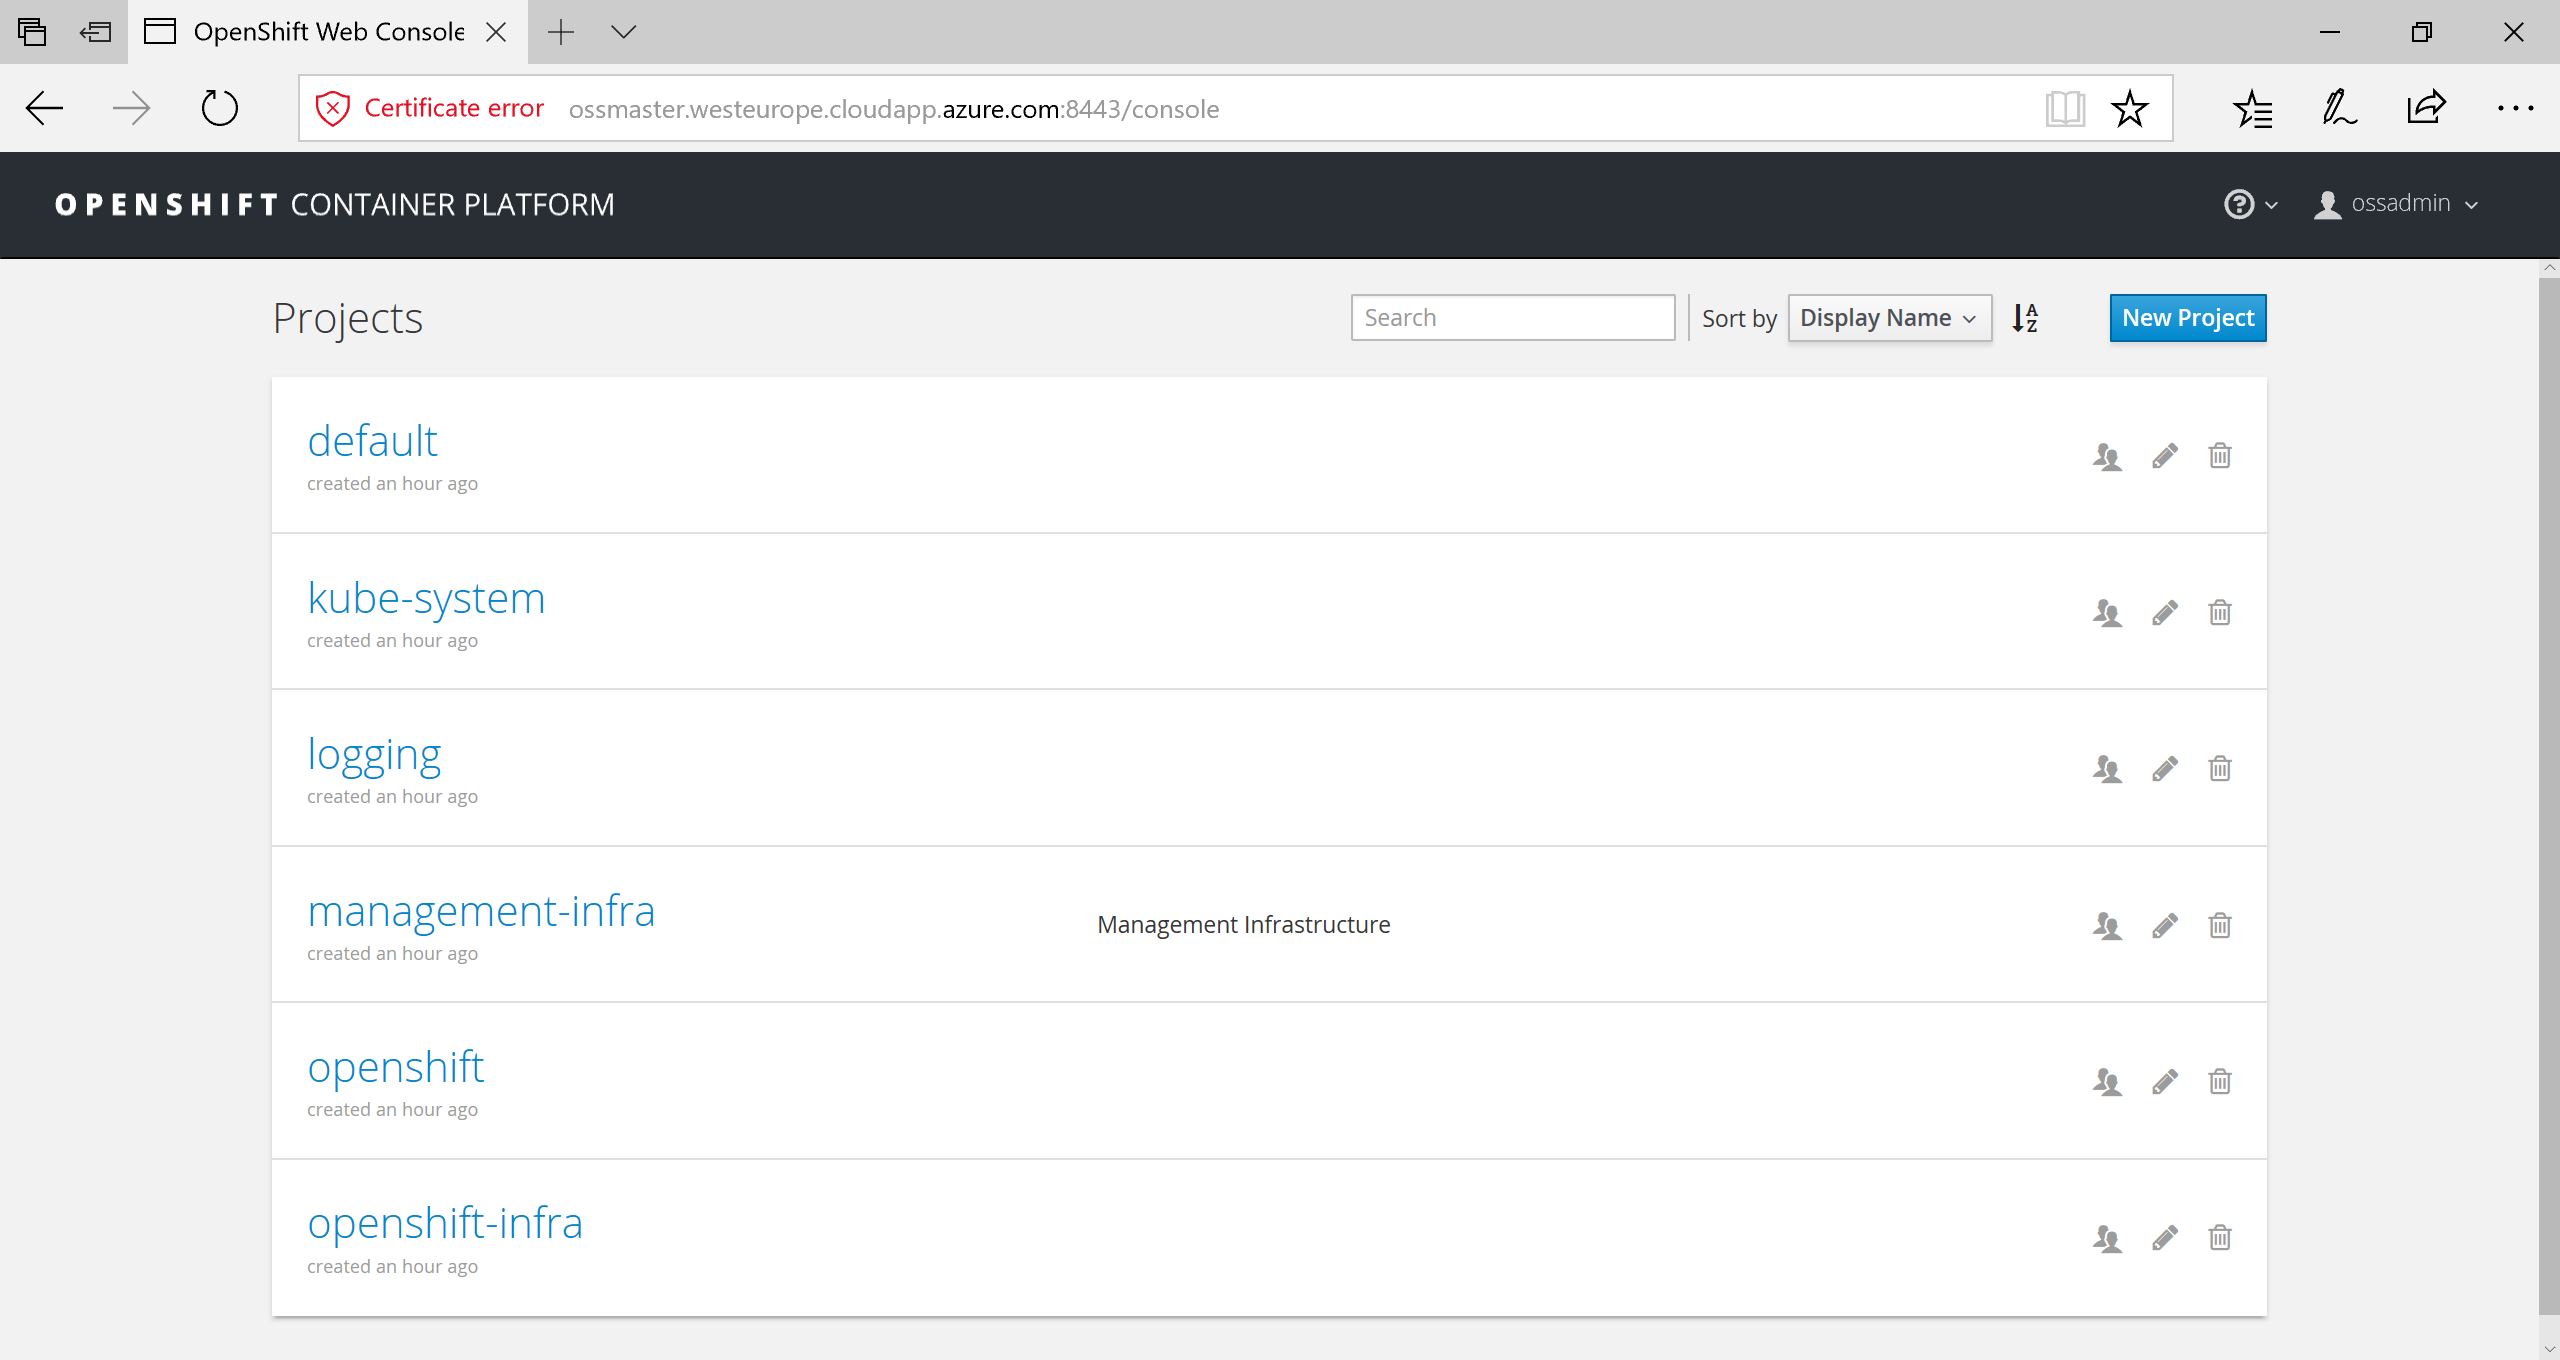 OpenShift Web Console
Certificate error ossmaster.westeurope.cloudapp.azure.com:8443/console
OPENSHIFT CONTAINER PLATFORM
ossadmin
Projects
Search
Sort by
Display Name
A
Z
New Project
default
created an hour ago
kube-system
created an hour ago
logging
created an hour ago
management-infra
created an hour ago
Management Infrastructure
openshift
created an hour ago
openshift-infra
created an hour ago